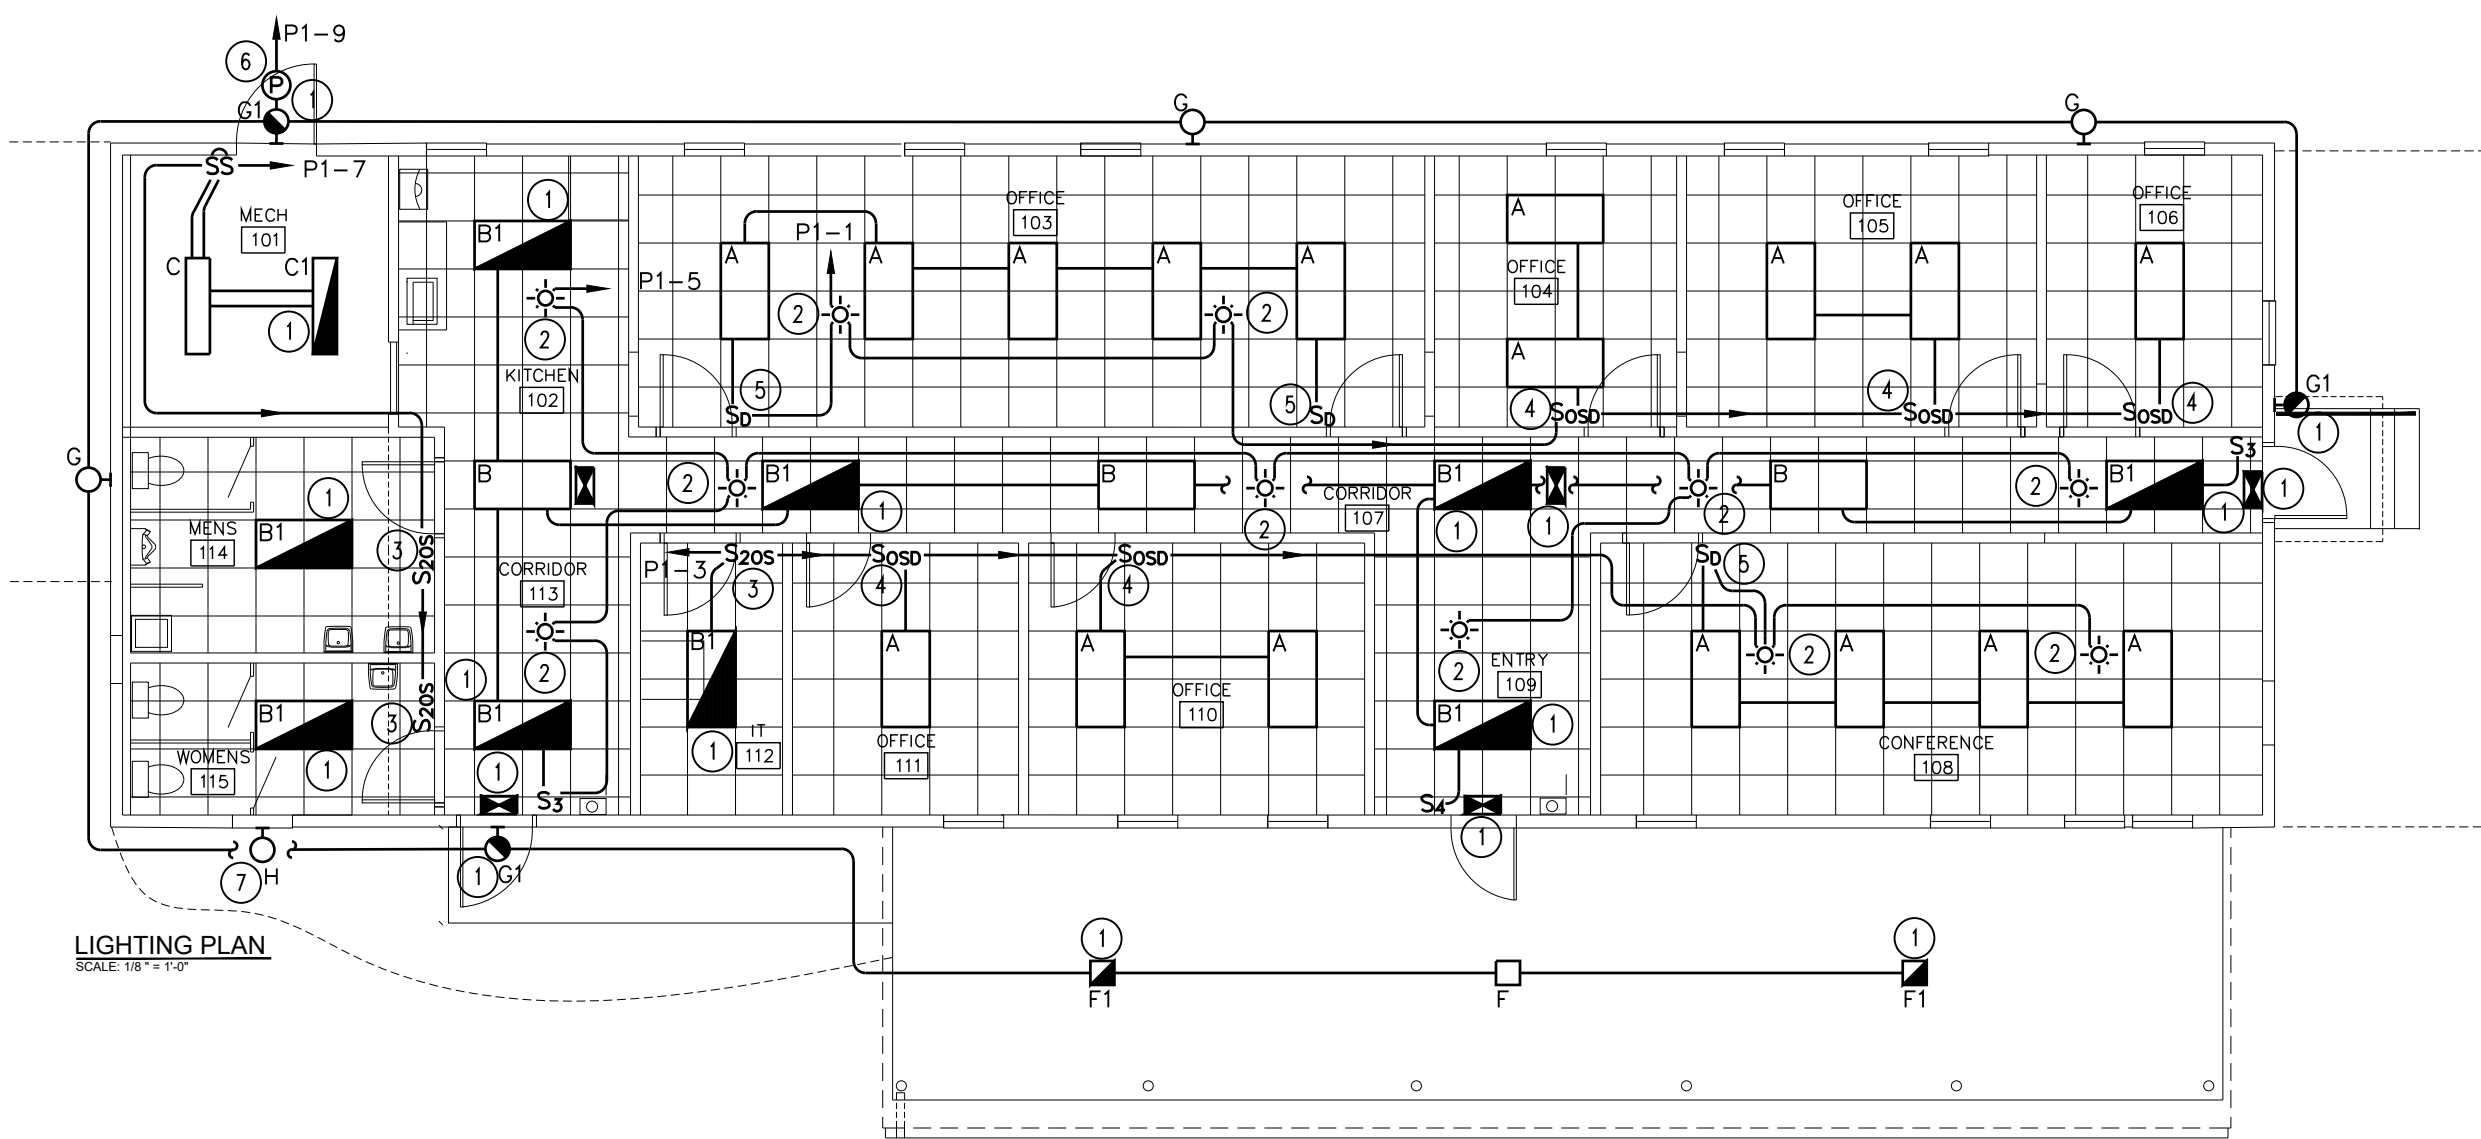 P1-9
6
P
1
G1
G
G
SS
P1-7
MECH
101
1
B1
OFFICE
103
A
OFFICE
105
OFFICE
106
C
C1
1
P1-5
2
KITCHEN
102
P1-1
A
A
A
A
A
2
2
OFFICE
104
A
A
A
A
5
SD
5
SD
4
SOSD
4
SOSD
SOSD
4
G1
1
G
S3
B
2
B1
1
B
2
CORRIDOR
107
B1
1
1
2
B
2
B1
1
1
MENS
114
1
B1
3
S2OS
CORRIDOR
113
2
P1-3
S2OS
3
SOSD
4
SOSD
4
SD
5
WOMENS
115
B1
1
3
S2OS
1
B1
1
S3
B1
1
IT
112
A
OFFICE
111
A
OFFICE
110
A
2
ENTRY
109
B1
1
S4
1
A
2
A
A
2
A
CONFERENCE
108
7
H
1
G1
LIGHTING PLAN
SCALE: 1/8 " = 1'-0"
1
F1
F
1
F1